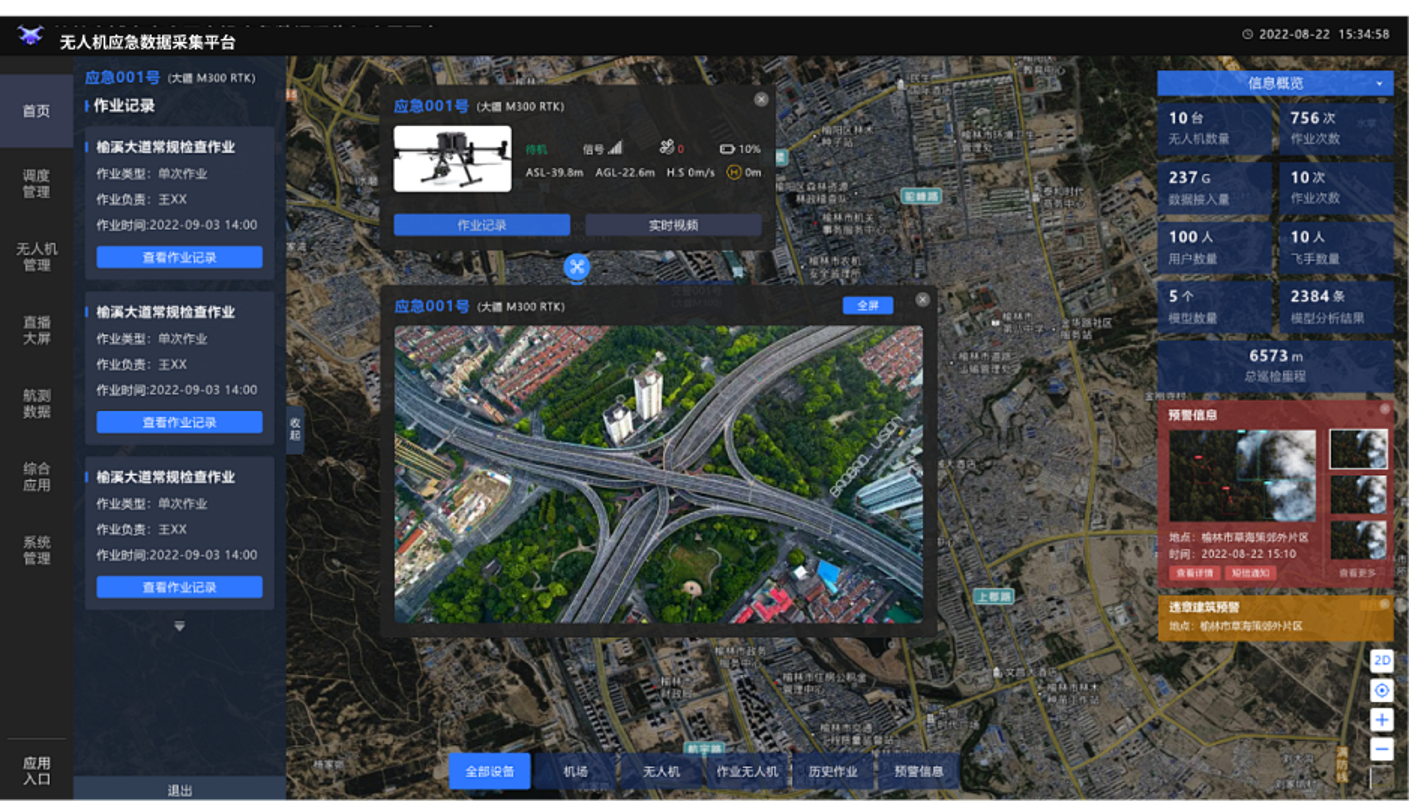 无人机应急数据采集平台
2022-08-22 15:34:58
首页
调度
管理
无人机
管理
直播
大屏
航测
数据
综合
应用
系统
管理
应用
入口
应急001号 (大疆 M300 RTK)
作业记录
榆溪大道常规检查作业
作业类型: 单次作业
作业负责: 王XX
作业时间:2022-09-03 14:00
查看作业记录
榆溪大道常规检查作业
作业类型: 单次作业
作业负责: 王XX
作业时间:2022-09-03 14:00
查看作业记录
榆溪大道常规检查作业
作业类型: 单次作业
作业负责: 王XX
作业时间:2022-09-03 14:00
查看作业记录
退出
收
起
应急001号 (大疆 M300 RTK)
待机
信号
0
10%
ASL-39.8m AGL-22.6m H.S 0m/s H 0m
作业记录
实时视频
应急001号 (大疆 M300 RTK)
全屏
信息概览
10 台
无人机数量
756 次
作业次数
237 G
数据接入量
10 次
作业次数
100 人
用户数量
10 人
飞手数量
5 个
模型数量
2384 条
模型分析结果
6573 m
总巡检里程
预警信息
地点: 榆林市草海策郊外片区
时间: 2022-08-22 15:10
查看详情
短信通知
查看更多
违章建筑预警
地点: 榆林市草海策郊外片区
2D
全部设备
机场
无人机
作业无人机
历史作业
预警信息
驼峰路
上郡路
航宇路